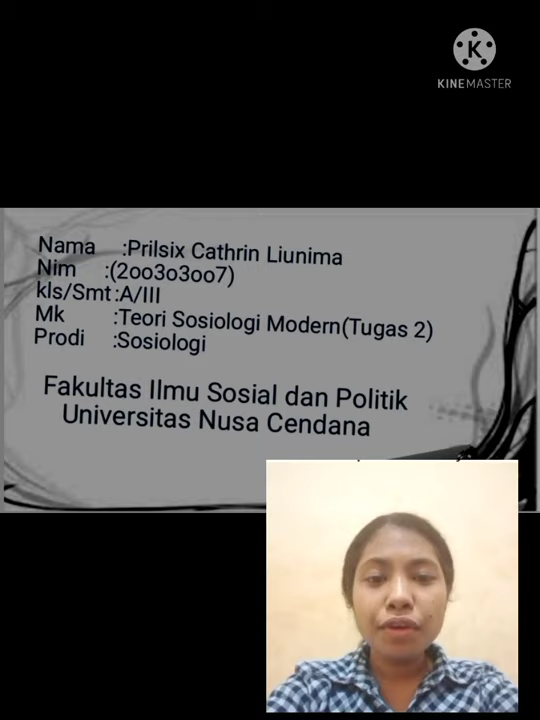 KINEMASTER
Nama :Prilsix Cathrin Liunima
Nim :(2oo3o3oo7)
kls/Smt :A/III
Mk :Teori Sosiologi Modern(Tugas 2)
Prodi :Sosiologi
Fakultas Ilmu Sosial dan Politik
Universitas Nusa Cendana